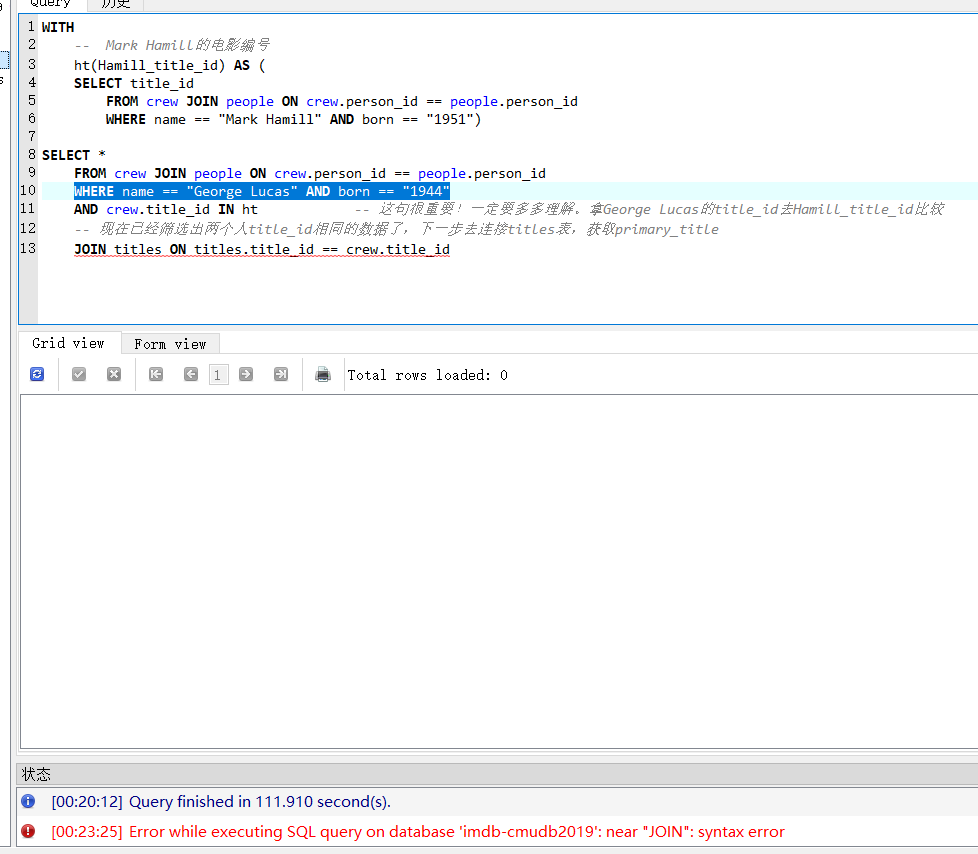 Query 历史
1 WITH
2 -- Mark Hamill的电影编号
3 ht(Hamill_title_id) AS (
4 SELECT title_id
5 FROM crew JOIN people ON crew.person_id == people.person_id
6 WHERE name == "Mark Hamill" AND born == "1951")
7
8 SELECT *
9 FROM crew JOIN people ON crew.person_id == people.person_id
10 WHERE name == "George Lucas" AND born == "1944"
11 AND crew.title_id IN ht -- 这句很重要！一定要多多理解。拿George Lucas的title_id去Hamill_title_id比较
12 -- 现在已经筛选出两个人title_id相同的数据了，下一步去连接titles表，获取primary_title
13 JOIN titles ON titles.title_id == crew.title_id
Grid view Form view
1 Total rows loaded: 0
状态
[00:20:12] Query finished in 111.910 second(s).
[00:23:25] Error while executing SQL query on database 'imdb-cmudb2019': near "JOIN": syntax error